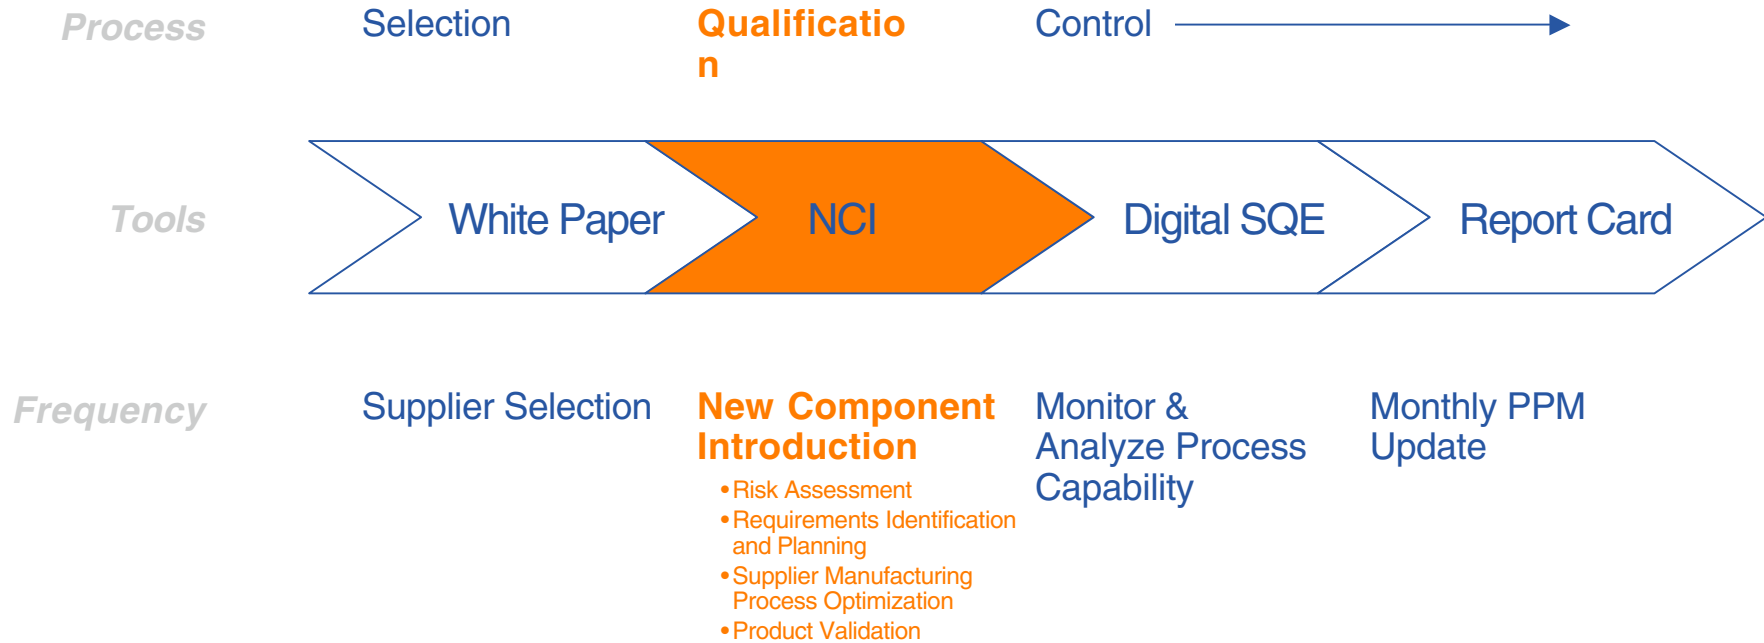 Process
Selection
Qualificatio
n
Control
Tools
White Paper
NCI
Digital SQE
Report Card
Frequency
Supplier Selection
New Component
Introduction
•Risk Assessment
•Requirements Identification
and Planning
•Supplier Manufacturing
Process Optimization
•Product Validation
Monitor &
Analyze Process
Capability
Monthly PPM
Update